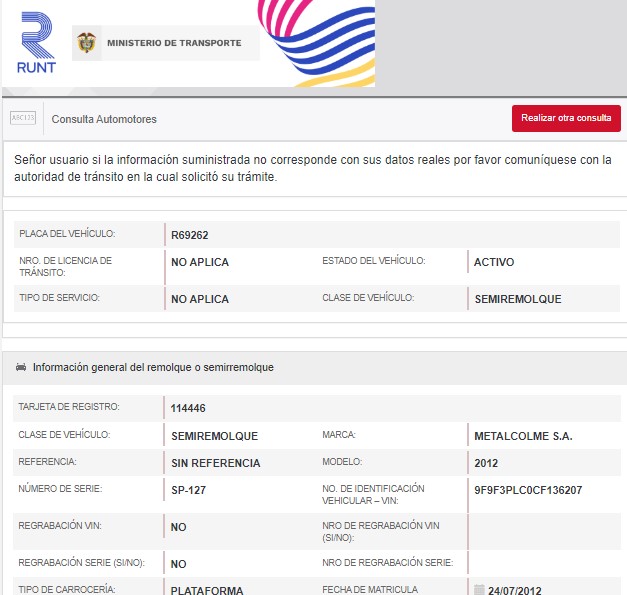 RUNT
MINISTERIO DE TRANSPORTE
ABC123
Consulta Automotores
Realizar otra consulta
Señor usuario si la información suministrada no corresponde con sus datos reales por favor comuníquese con la
autoridad de tránsito en la cual solicitó su trámite.
PLACA DEL VEHÍCULO: R69262
NRO. DE LICENCIA DE
TRÁNSITO: NO APLICA ESTADO DEL VEHÍCULO: ACTIVO
TIPO DE SERVICIO: NO APLICA CLASE DE VEHÍCULO: SEMIREMOLQUE
Información general del remolque o semirremolque
TARJETA DE REGISTRO: 114446
CLASE DE VEHÍCULO: SEMIREMOLQUE MARCA: METALCOLME S.A.
REFERENCIA: SIN REFERENCIA MODELO: 2012
NÚMERO DE SERIE: SP-127 NO. DE IDENTIFICACIÓN
VEHICULAR – VIN: 9F9F3PLC0CF136207
REGRABACIÓN VIN: NO NRO DE REGRABACIÓN VIN
(SI/NO):
REGRABACIÓN SERIE (SI/NO): NO NRO DE REGRABACIÓN SERIE:
TIPO DE CARROCERÍA: PLATAFORMA FECHA DE MATRICULA 24/07/2012